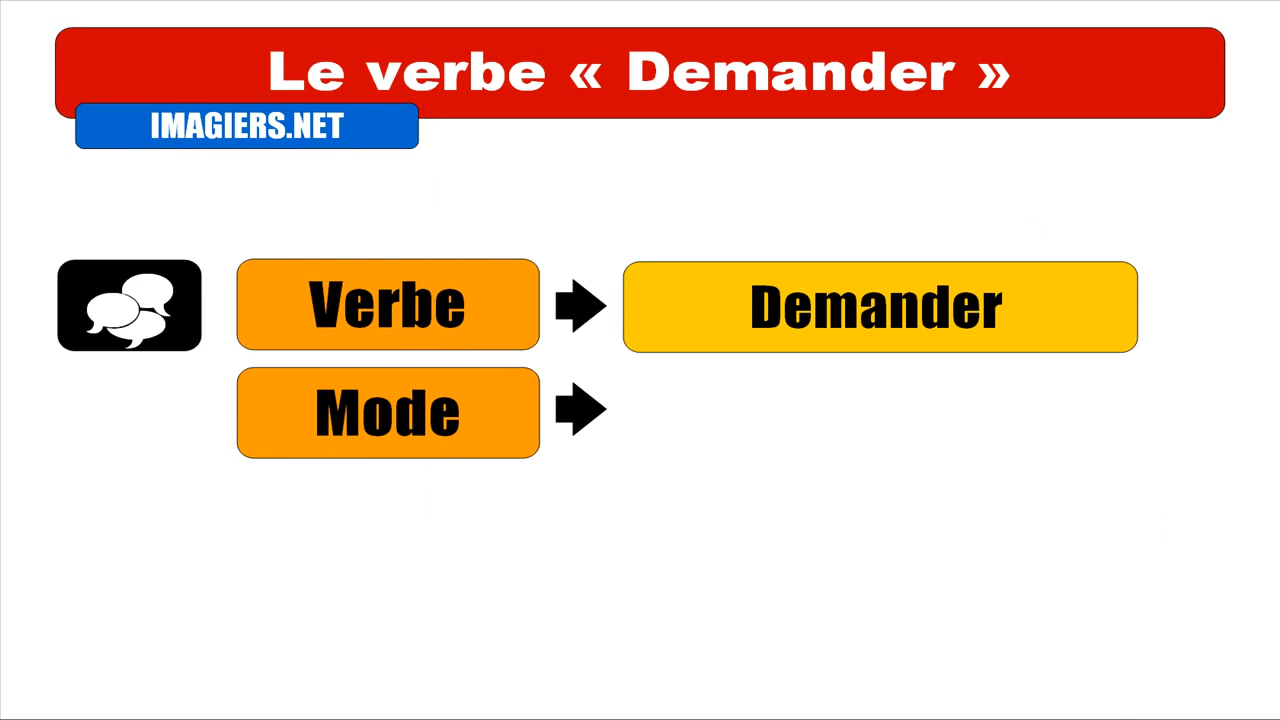 Le verbe « Demander »
IMAGIERS.NET
Verbe
Demander
Mode